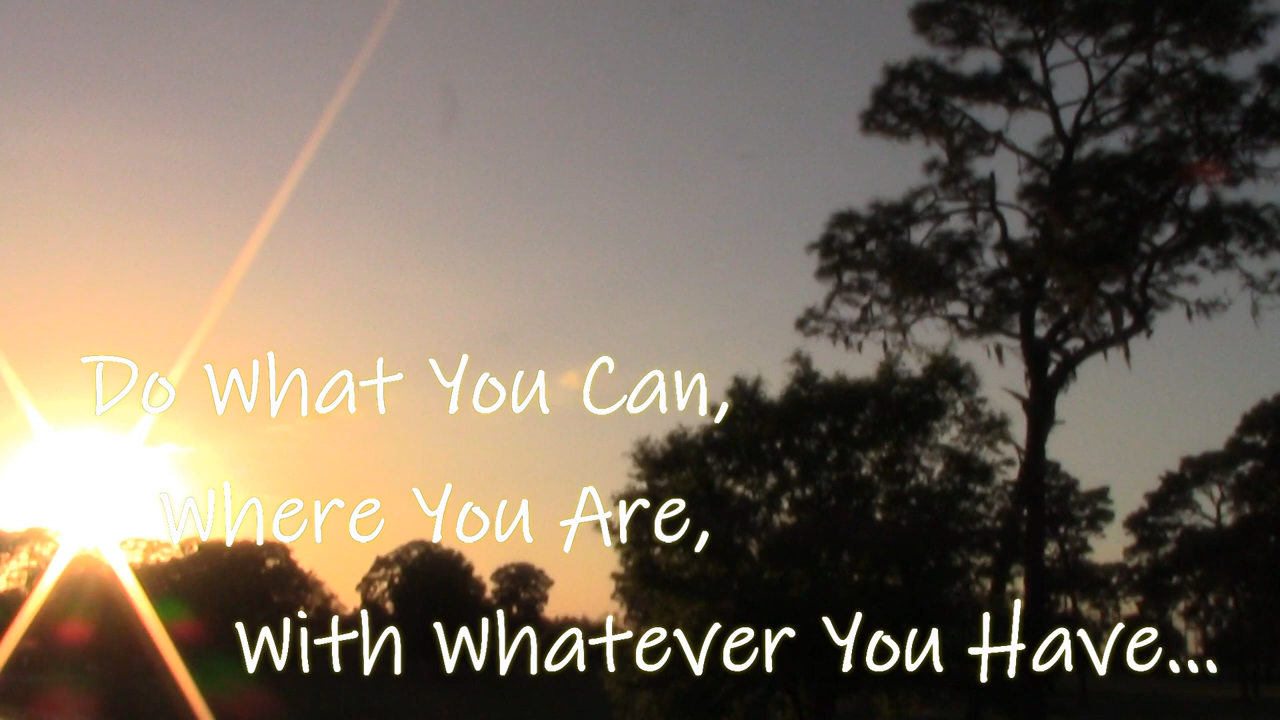 Do What You Can,
Where You Are,
With Whatever You Have...